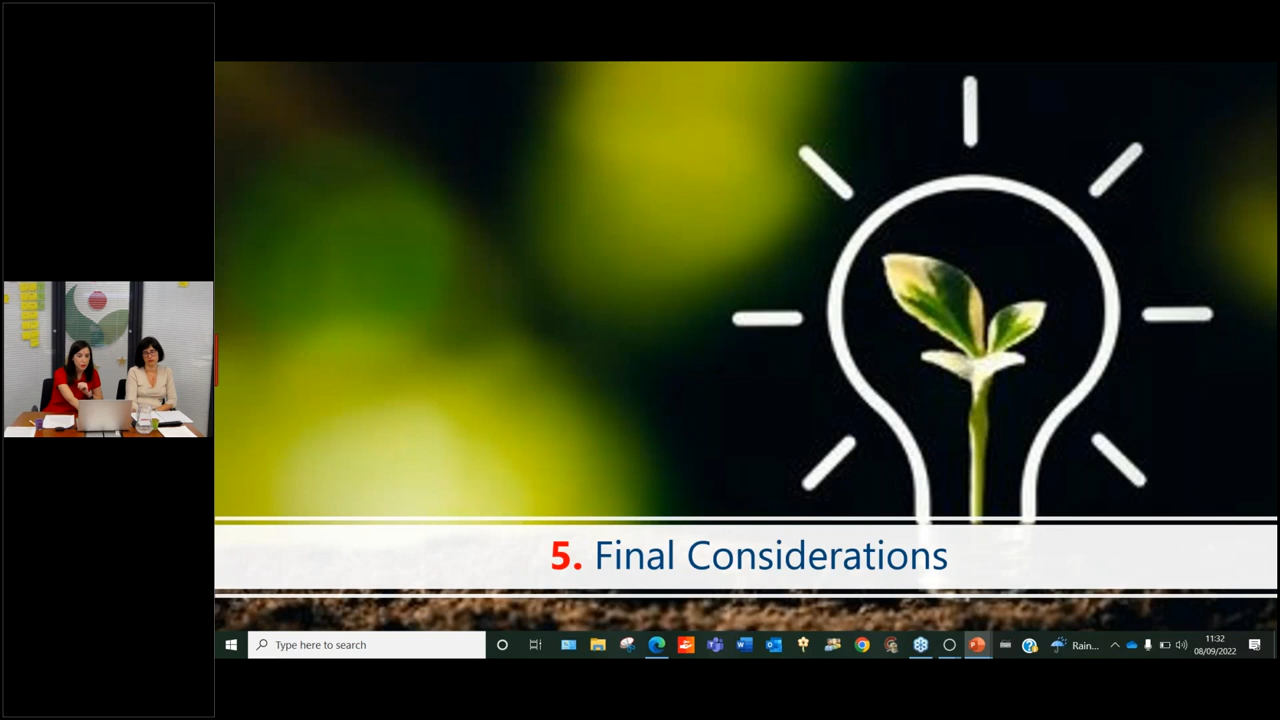 5. Final Considerations
Type here to search
Rain...
11:32
08/09/2022